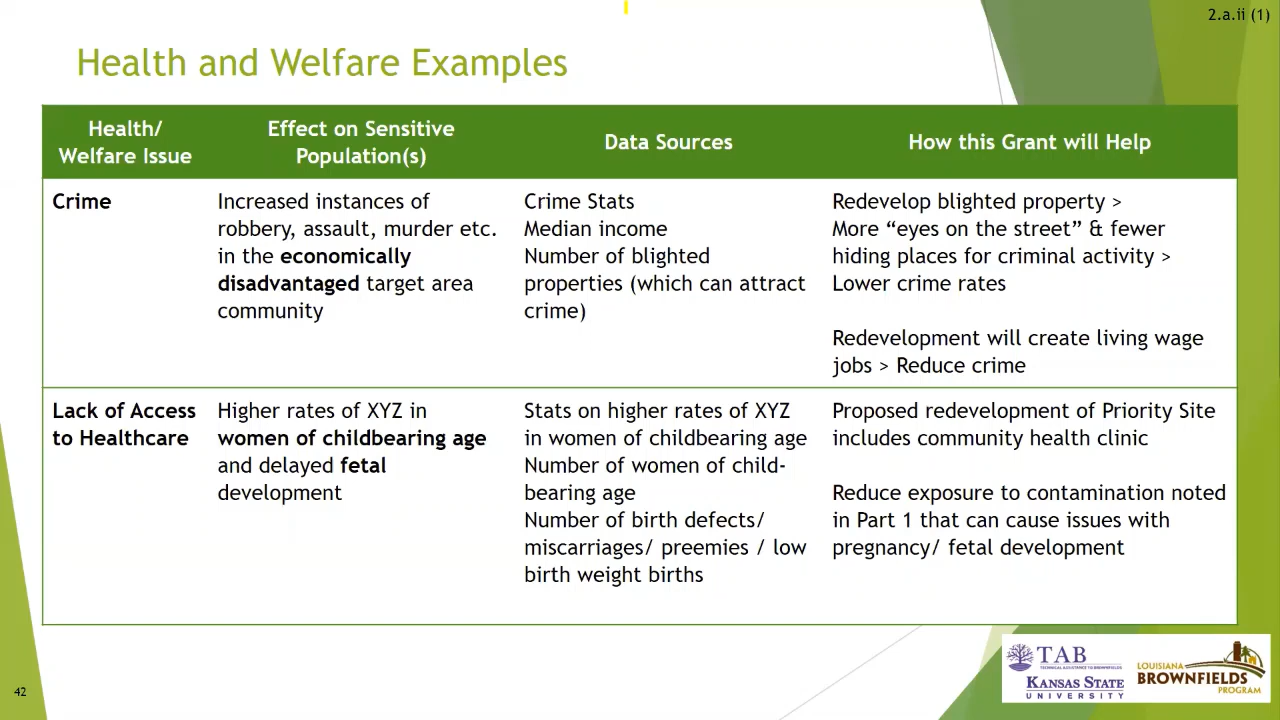 2.a.ii (1)
Health and Welfare Examples
Health/
Welfare Issue
Effect on Sensitive
Population(s)
Data Sources
How this Grant will Help
Crime
Increased instances of
robbery, assault, murder etc.
in the economically
disadvantaged target area
community
Crime Stats
Median income
Number of blighted
properties (which can attract
crime)
Redevelop blighted property >
More “eyes on the street” & fewer
hiding places for criminal activity >
Lower crime rates
Redevelopment will create living wage
jobs > Reduce crime
Lack of Access
to Healthcare
Higher rates of XYZ in
women of childbearing age
and delayed fetal
development
Stats on higher rates of XYZ
in women of childbearing age
Number of women of child-
bearing age
Number of birth defects/
miscarriages/ preemies / low
birth weight births
Proposed redevelopment of Priority Site
includes community health clinic
Reduce exposure to contamination noted
in Part 1 that can cause issues with
pregnancy/ fetal development
TAB
TECHNICAL ASSISTANCE TO BROWNFIELDS
KANSAS STATE
UNIVERSITY
LOUISIANA
BROWNFIELDS
PROGRAM
42